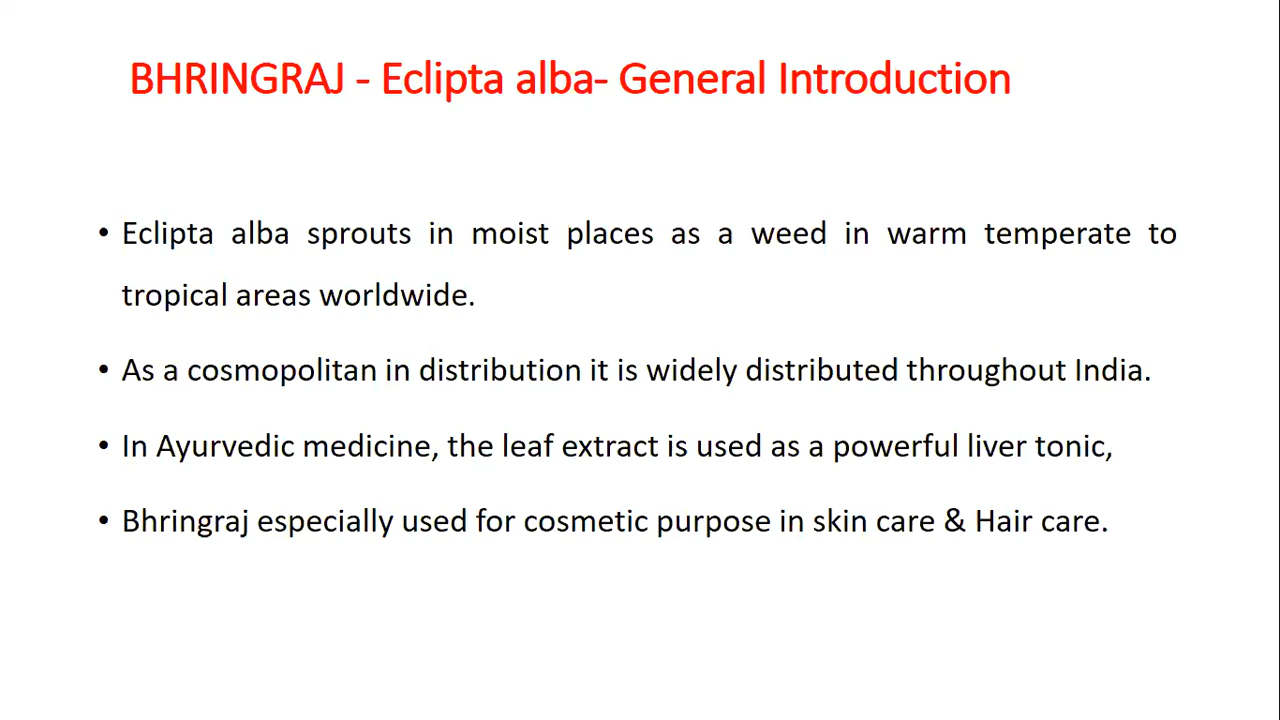 BHRINGRAJ - Eclipta alba- General Introduction
• Eclipta alba sprouts in moist places as a weed in warm temperate to
tropical areas worldwide.
• As a cosmopolitan in distribution it is widely distributed throughout India.
• In Ayurvedic medicine, the leaf extract is used as a powerful liver tonic,
• Bhringraj especially used for cosmetic purpose in skin care & Hair care.